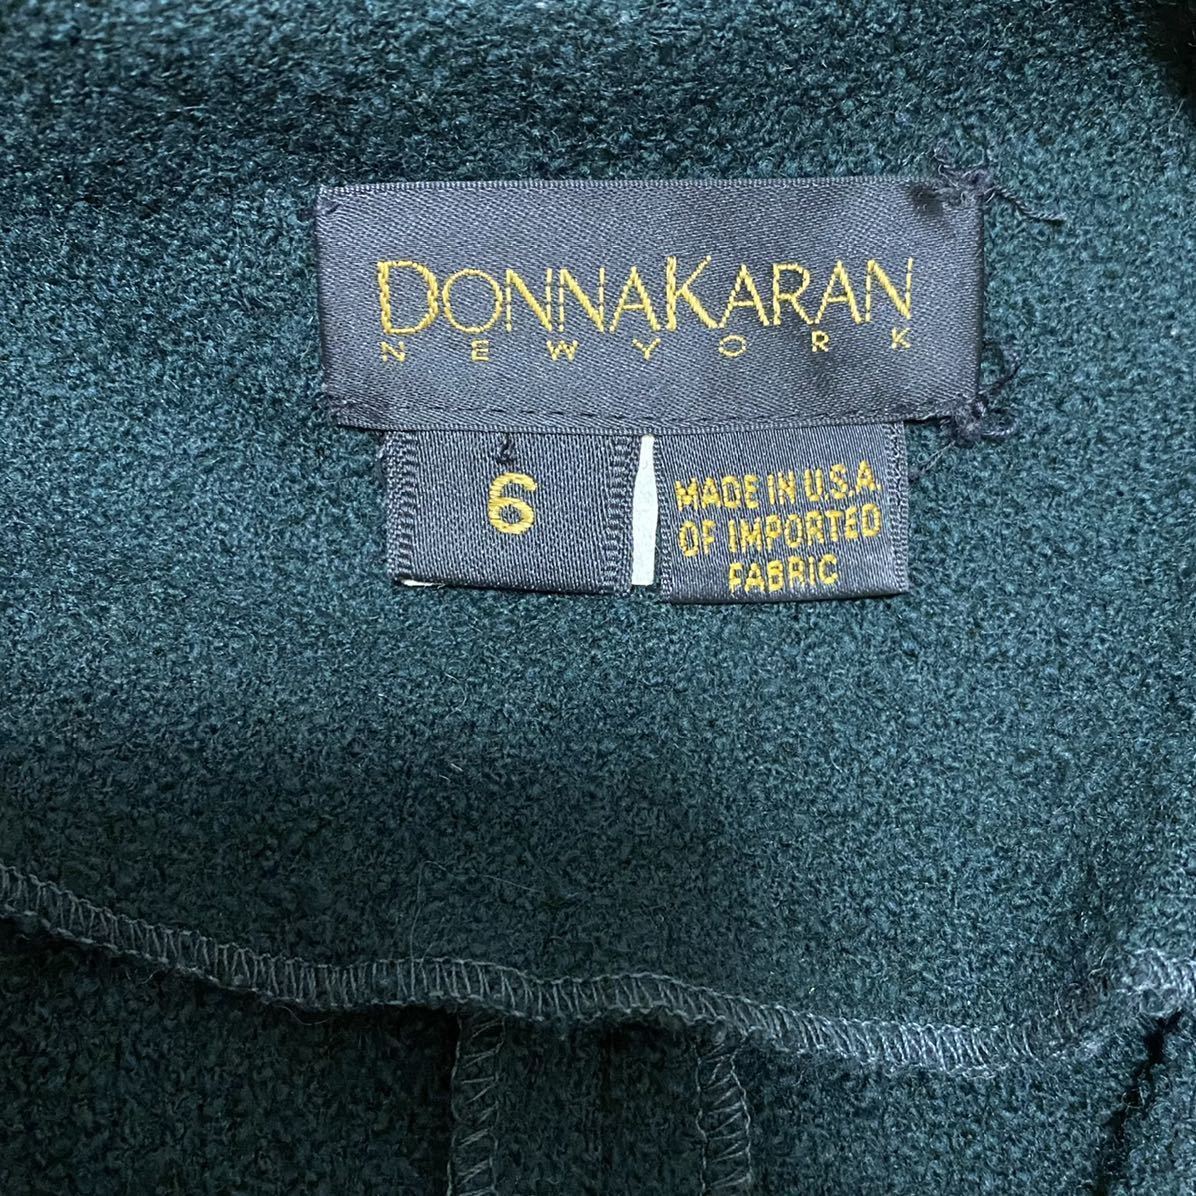 DONNAKARAN
NEW YORK
6
MADE IN U.S.A.
OF IMPORTED
FABRIC